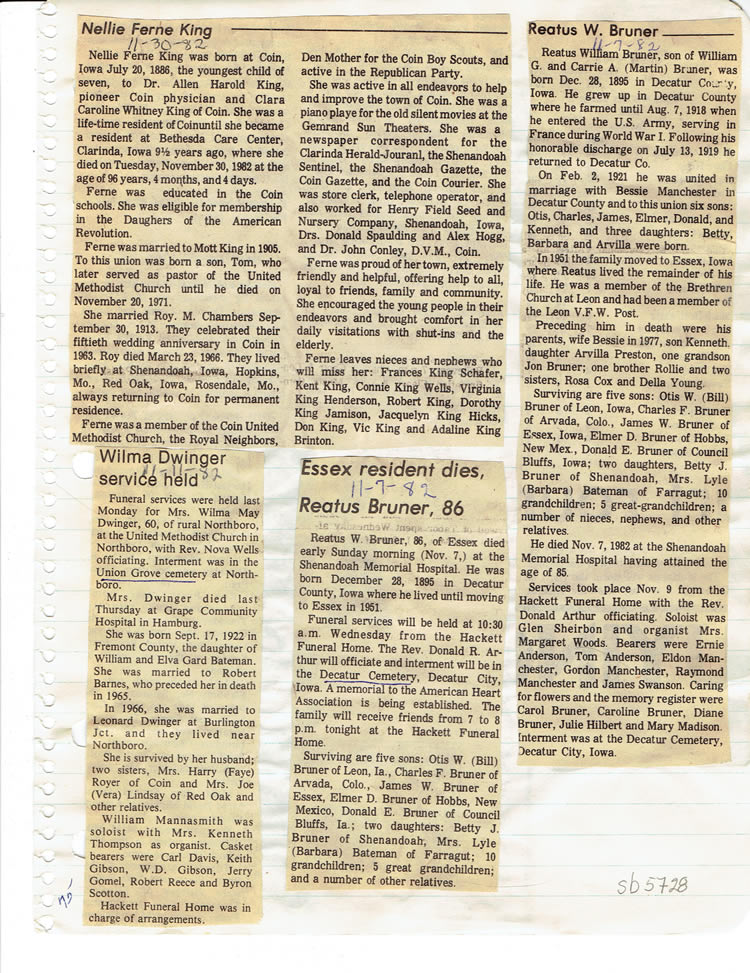 Nellie Ferne King
11-30-82
Nellie Ferne King was born at Coin,
Iowa July 20, 1886, the youngest child of
seven, to Dr. Allen Harold King,
pioneer Coin physician and Clara
Caroline Whitney King of Coin. She was a
life-time resident of Coinuntil she became
a resident at Bethesda Care Center,
Clarinda, Iowa 9½ years ago, where she
died on Tuesday, November 30, 1982 at the
age of 96 years, 4 months, and 4 days.
Ferne was educated in the Coin
schools. She was eligible for membership
in the Daughers of the American
Revolution.
Ferne was married to Mott King in 1905.
To this union was born a son, Tom, who
later served as pastor of the United
Methodist Church until he died on
November 20, 1971.
She married Roy. M. Chambers Sep-
tember 30, 1913. They celebrated their
fiftieth wedding anniversary in Coin in
1963. Roy died March 23, 1966. They lived
briefly at Shenandoah, Iowa, Hopkins,
Mo., Red Oak, Iowa, Rosendale, Mo.,
always returning to Coin for permanent
residence.
Ferne was a member of the Coin United
Methodist Church, the Royal Neighbors,
Den Mother for the Coin Boy Scouts, and
active in the Republican Party.
She was active in all endeavors to help
and improve the town of Coin. She was a
piano playe for the old silent movies at the
Gemrand Sun Theaters. She was a
newspaper correspondent for the
Clarinda Herald-Jouranl, the Shenandoah
Sentinel, the Shenandoah Gazette, the
Coin Gazette, and the Coin Courier. She
was store clerk, telephone operator, and
also worked for Henry Field Seed and
Nursery Company, Shenandoah, Iowa,
Drs. Donald Spaulding and Alex Hogg,
and Dr. John Conley, D.V.M., Coin.
Ferne was proud of her town, extremely
friendly and helpful, offering help to all,
loyal to friends, family and community.
She encouraged the young people in their
endeavors and brought comfort in her
daily visitations with shut-ins and the
elderly.
Ferne leaves nieces and nephews who
will miss her: Frances King Schafer,
Kent King, Connie King Wells, Virginia
King Henderson, Robert King, Dorothy
King Jamison, Jacquelyn King Hicks,
Don King, Vic King and Adaline King
Brinton.
Reatus W. Bruner
11-7-82
Reatus William Bruner, son of William
G. and Carrie A. (Martin) Bruner, was
born Dec. 28, 1895 in Decatur County,
Iowa. He grew up in Decatur County
where he farmed until Aug. 7, 1918 when
he entered the U.S. Army, serving in
France during World War I. Following his
honorable discharge on July 13, 1919 he
returned to Decatur Co.
On Feb. 2, 1921 he was united in
marriage with Bessie Manchester in
Decatur County and to this union six sons:
Otis, Charles, James, Elmer, Donald, and
Kenneth, and three daughters: Betty,
Barbara and Arvilla were born.
In 1951 the family moved to Essex, Iowa
where Reatus lived the remainder of his
life. He was a member of the Brethren
Church at Leon and had been a member of
the Leon V.F.W. Post.
Preceding him in death were his
parents, wife Bessie in 1977, son Kenneth.
daughter Arvilla Preston, one grandson
Jon Bruner; one brother Rollie and two
sisters, Rosa Cox and Della Young.
Surviving are five sons: Otis W. (Bill)
Bruner of Leon, Iowa, Charles F. Bruner
of Arvada, Colo., James W. Bruner of
Essex, Iowa, Elmer D. Bruner of Hobbs,
New Mex., Donald E. Bruner of Council
Bluffs, Iowa; two daughters, Betty J.
Bruner of Shenandoah, Mrs. Lyle
(Barbara) Bateman of Farragut; 10
grandchildren; 5 great-grandchildren; a
number of nieces, nephews, and other
relatives.
He died Nov. 7, 1982 at the Shenandoah
Memorial Hospital having attained the
age of 85.
Services took place Nov. 9 from the
Hackett Funeral Home with the Rev.
Donald Arthur officiating. Soloist was
Glen Sheirbon and organist Mrs.
Margaret Woods. Bearers were Ernie
Anderson, Tom Anderson, Eldon Man-
chester, Gordon Manchester, Raymond
Manchester and James Swanson. Caring
for flowers and the memory register were
Carol Bruner, Caroline Bruner, Diane
Bruner, Julie Hilbert and Mary Madison.
Interment was at the Decatur Cemetery,
Decatur City, Iowa.
Wilma Dwinger
service held
11-11-82
Funeral services were held last
Monday for Mrs. Wilma May
Dwinger, 60, of rural Northboro,
at the United Methodist Church in
Northboro, with Rev. Nova Wells
officiating. Interment was in the
Union Grove cemetery at North-
boro.
Mrs. Dwinger died last
Thursday at Grape Community
Hospital in Hamburg.
She was born Sept. 17, 1922 in
Fremont County, the daughter of
William and Elva Gard Bateman.
She was married to Robert
Barnes, who preceded her in death
in 1965.
In 1966, she was married to
Leonard Dwinger at Burlington
Jct. and they lived near
Northboro.
She is survived by her husband;
two sisters, Mrs. Harry (Faye)
Royer of Coin and Mrs. Joe
(Vera) Lindsay of Red Oak and
other relatives.
William Mannasmith was
soloist with Mrs. Kenneth
Thompson as organist. Casket
bearers were Carl Davis, Keith
Gibson, W.D. Gibson, Jerry
Gomel, Robert Reece and Byron
Scotton.
Hackett Funeral Home was in
charge of arrangements.
Essex resident dies,
11-7-82
Reatus Bruner, 86
Reatus W. Bruner, 86, of Essex died
early Sunday morning (Nov. 7,) at the
Shenandoah Memorial Hospital. He was
born December 28, 1895 in Decatur
County, Iowa where he lived until moving
to Essex in 1951.
Funeral services will be held at 10:30
a.m. Wednesday from the Hackett
Funeral Home. The Rev. Donald R. Ar-
thur will officiate and interment will be in
the Decatur Cemetery, Decatur City,
Iowa. A memorial to the American Heart
Association is being established. The
family will receive friends from 7 to 8
p.m. tonight at the Hackett Funeral
Home.
Surviving are five sons: Otis W. (Bill)
Bruner of Leon, Ia., Charles F. Bruner of
Arvada, Colo., James W. Bruner of
Essex, Elmer D. Bruner of Hobbs, New
Mexico, Donald E. Bruner of Council
Bluffs, Ia.; two daughters: Betty J.
Bruner of Shenandoah, Mrs. Lyle
(Barbara) Bateman of Farragut; 10
grandchildren; 5 great grandchildren;
and a number of other relatives.
sb5728